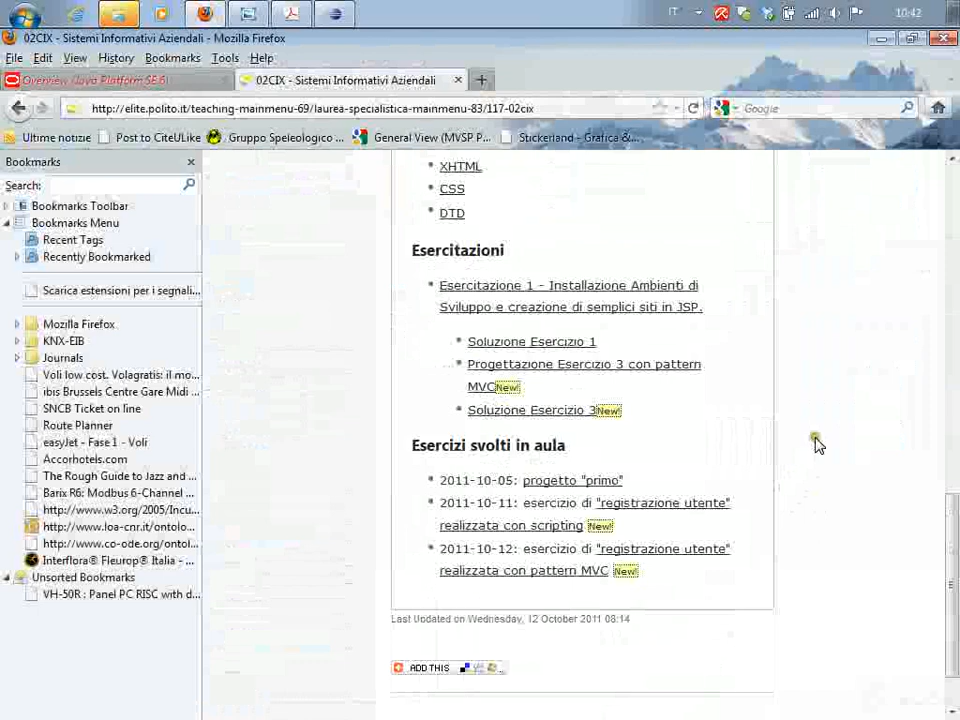 IT
10:42
02CIX - Sistemi Informativi Aziendali - Mozilla Firefox
File Edit View History Bookmarks Tools Help
Overview (Java Platform SE 6)
02CIX - Sistemi Informativi Aziendali
http://elite.polito.it/teaching-mainmenu-69/laurea-specialistica-mainmenu-83/117-02cix
Google
Ultime notizie
Post to CiteULike
Gruppo Speleologico ...
General View (MVSP P...
Stickerland - Grafica &...
Bookmarks
Search:
Bookmarks Toolbar
Bookmarks Menu
Recent Tags
Recently Bookmarked
Scarica estensioni per i segnali...
Mozilla Firefox
KNX-EIB
Journals
Voli low cost. Volagratis: il mo...
ibis Brussels Centre Gare Midi ...
SNCB Ticket on line
Route Planner
easyJet - Fase 1 - Voli
Accorhotels.com
The Rough Guide to Jazz and ...
Barix R6: Modbus 6-Channel ...
http://www.w3.org/2005/Incu...
http://www.loa-cnr.it/ontolo...
http://www.co-ode.org/ontol...
Interflora® Fleurop® Italia - ...
Unsorted Bookmarks
VH-50R : Panel PC RISC with d...
XHTML
CSS
DTD
Esercitazioni
Esercitazione 1 - Installazione Ambienti di
Sviluppo e creazione di semplici siti in JSP.
Soluzione Esercizio 1
Progettazione Esercizio 3 con pattern
MVC New!
Soluzione Esercizio 3 New!
Esercizi svolti in aula
2011-10-05: progetto "primo"
2011-10-11: esercizio di "registrazione utente"
realizzata con scripting New!
2011-10-12: esercizio di "registrazione utente"
realizzata con pattern MVC New!
Last Updated on Wednesday, 12 October 2011 08:14
ADD THIS